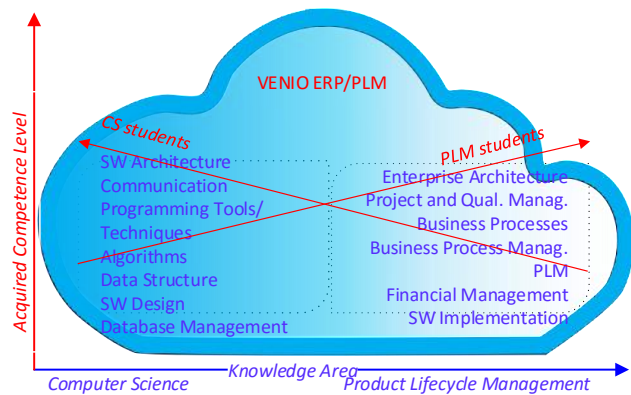 VENIO ERP/PLM
CS students
PLM students
Acquired Competence Level
SW Architecture
Communication
Programming Tools/
Techniques
Algorithms
Data Structure
SW Design
Database Management
Enterprise Architecture
Project and Qual. Manag.
Business Processes
Business Process Manag.
PLM
Financial Management
SW Implementation
Knowledge Area
Computer Science
Product Lifecycle Management